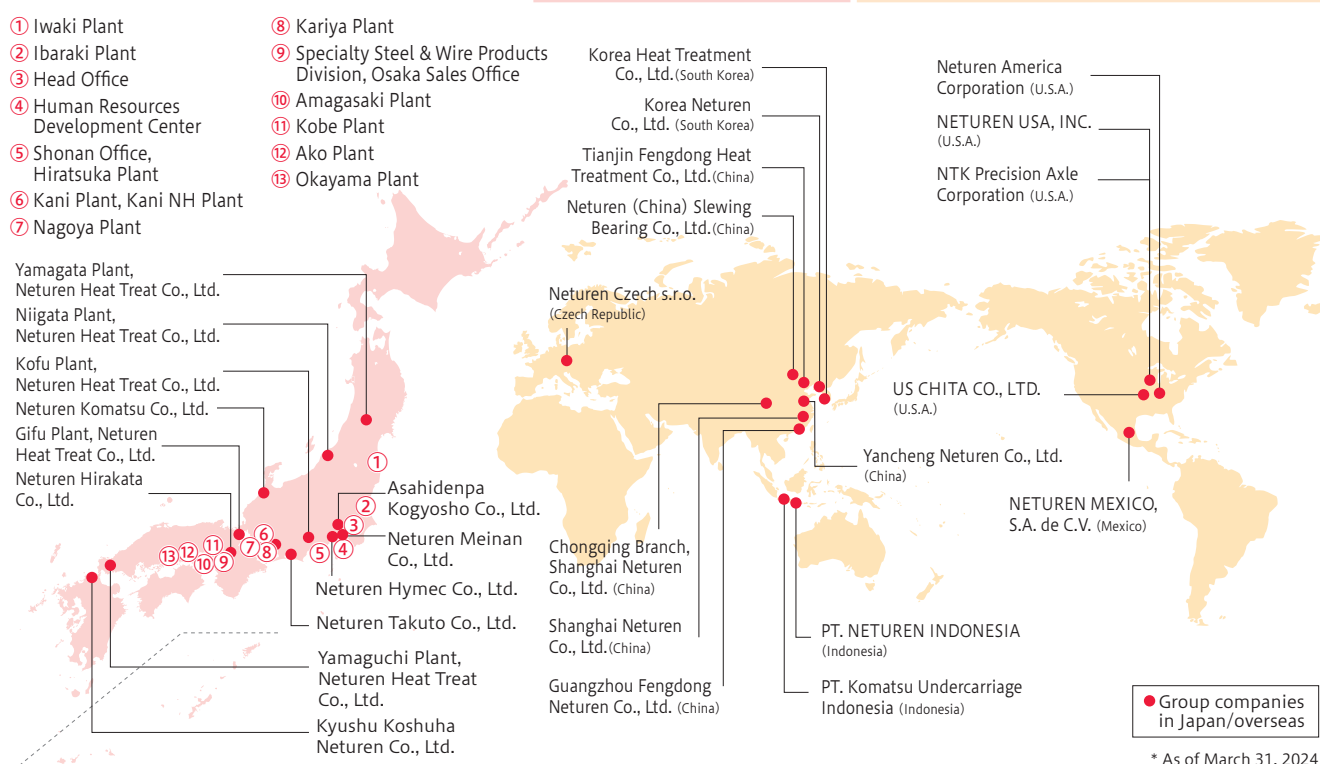 ① Iwaki Plant
② Ibaraki Plant
③ Head Office
④ Human Resources
Development Center
⑤ Shonan Office,
Hiratsuka Plant
⑥ Kani Plant, Kani NH Plant
⑦ Nagoya Plant
⑧ Kariya Plant
⑨ Specialty Steel & Wire Products
Division, Osaka Sales Office
⑩ Amagasaki Plant
⑪ Kobe Plant
⑫ Ako Plant
⑬ Okayama Plant
Yamagata Plant,
Neturen Heat Treat Co., Ltd.
Niigata Plant,
Neturen Heat Treat Co., Ltd.
Kofu Plant,
Neturen Heat Treat Co., Ltd.
Neturen Komatsu Co., Ltd.
Gifu Plant, Neturen
Heat Treat Co., Ltd.
Neturen Hirakata
Co., Ltd.
①
②
③
④
⑤
⑥
⑦
⑧
⑨
⑩
⑪
⑫
⑬
Asahidenpa
Kogyosho Co., Ltd.
Neturen Meinan
Co., Ltd.
Neturen Hymec Co., Ltd.
Neturen Takuto Co., Ltd.
Yamaguchi Plant,
Neturen Heat Treat
Co., Ltd.
Kyushu Koshuha
Neturen Co., Ltd.
Korea Heat Treatment
Co., Ltd. (South Korea)
Korea Neturen
Co., Ltd. (South Korea)
Tianjin Fengdong Heat
Treatment Co., Ltd. (China)
Neturen (China) Slewing
Bearing Co., Ltd. (China)
Neturen Czech s.r.o.
(Czech Republic)
Chongqing Branch,
Shanghai Neturen
Co., Ltd. (China)
Shanghai Neturen
Co., Ltd. (China)
Guangzhou Fengdong
Neturen Co., Ltd. (China)
Yancheng Neturen Co., Ltd.
(China)
PT. NETUREN INDONESIA
(Indonesia)
PT. Komatsu Undercarriage
Indonesia (Indonesia)
Neturen America
Corporation (U.S.A.)
NETUREN USA, INC.
(U.S.A.)
NTK Precision Axle
Corporation (U.S.A.)
US CHITA CO., LTD.
(U.S.A.)
NETUREN MEXICO,
S.A. de C.V. (Mexico)
Group companies
in Japan/overseas
* As of March 31, 2024